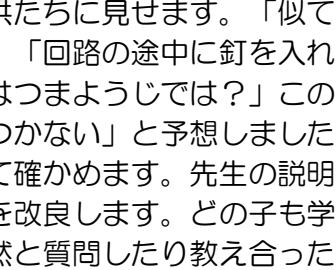 供たちに見せます。「似て
「回路の途中に釘を入れ
はつまようじでは？」この
つかない」と予想しました
て確かめます。先生の説明
を改良します。どの子も学
然と質問したり教え合った